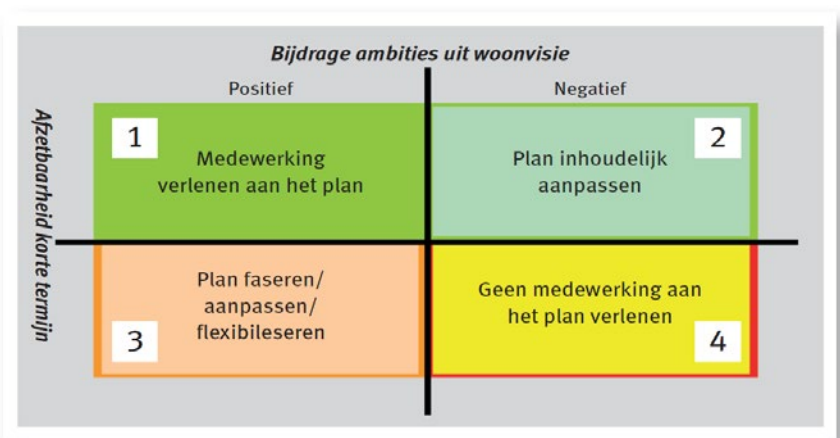 Bijdrage ambities uit woonvisie
Positief
Negatief
Afzetbaarheid korte termijn
1
Medewerking
verlenen aan het plan
2
Plan inhoudelijk
aanpassen
Plan faseren/
aanpassen/
flexibileseren
3
Geen medewerking aan
het plan verlenen
4